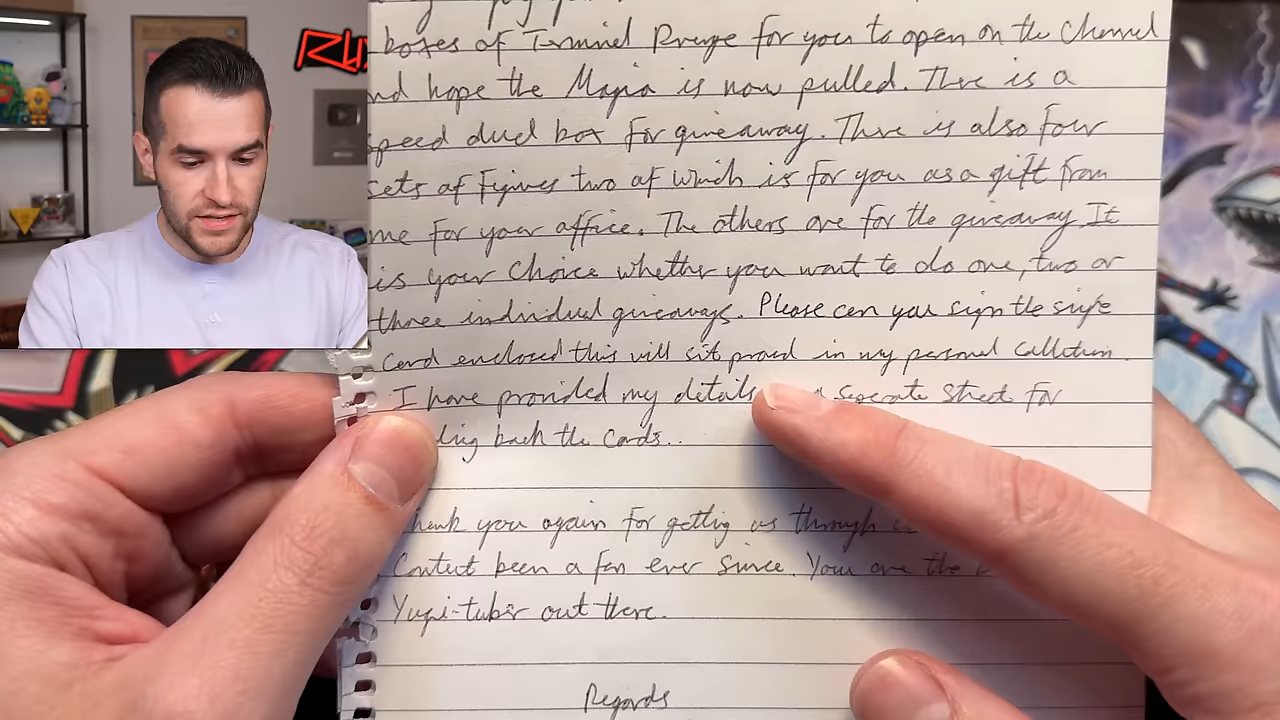 boxes of Terminal Prize for you to open on the Channel
hope the Mafia is now pulled. There is a
speed duel box for giveaway. There is also four
sets of Figures two of which is for you as a gift from
me for your office. The others are for the giveaway It
is your Choice whether you want to do one, two or
three individual giveaways. Please can you sign the
Card enclosed this will sit proud in my personal Collection.
I have provided my details a seperate sheet for
back the Cards..
you again for getting us through
Content been a fan ever since. You are the
Yugi-tuber out there.
Regards